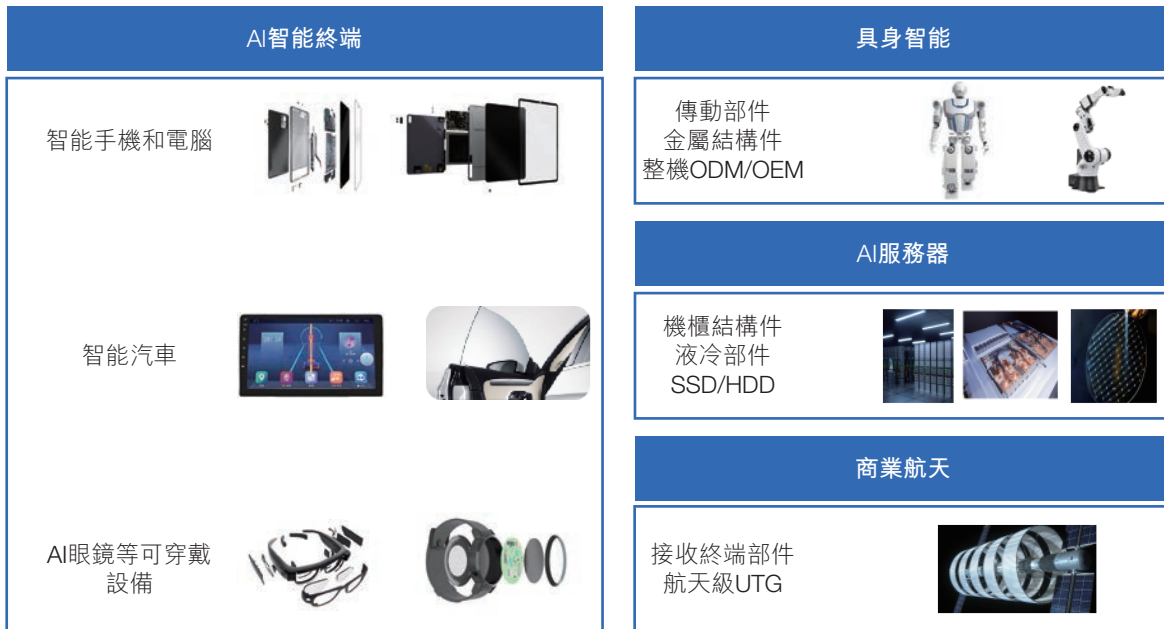 AI智能終端
智能手機和電腦
智能汽車
AI眼鏡等可穿戴
設備
具身智能
傳動部件
金屬結構件
整機ODM/OEM
AI服務器
機櫃結構件
液冷部件
SSD/HDD
商業航天
接收終端部件
航天級UTG